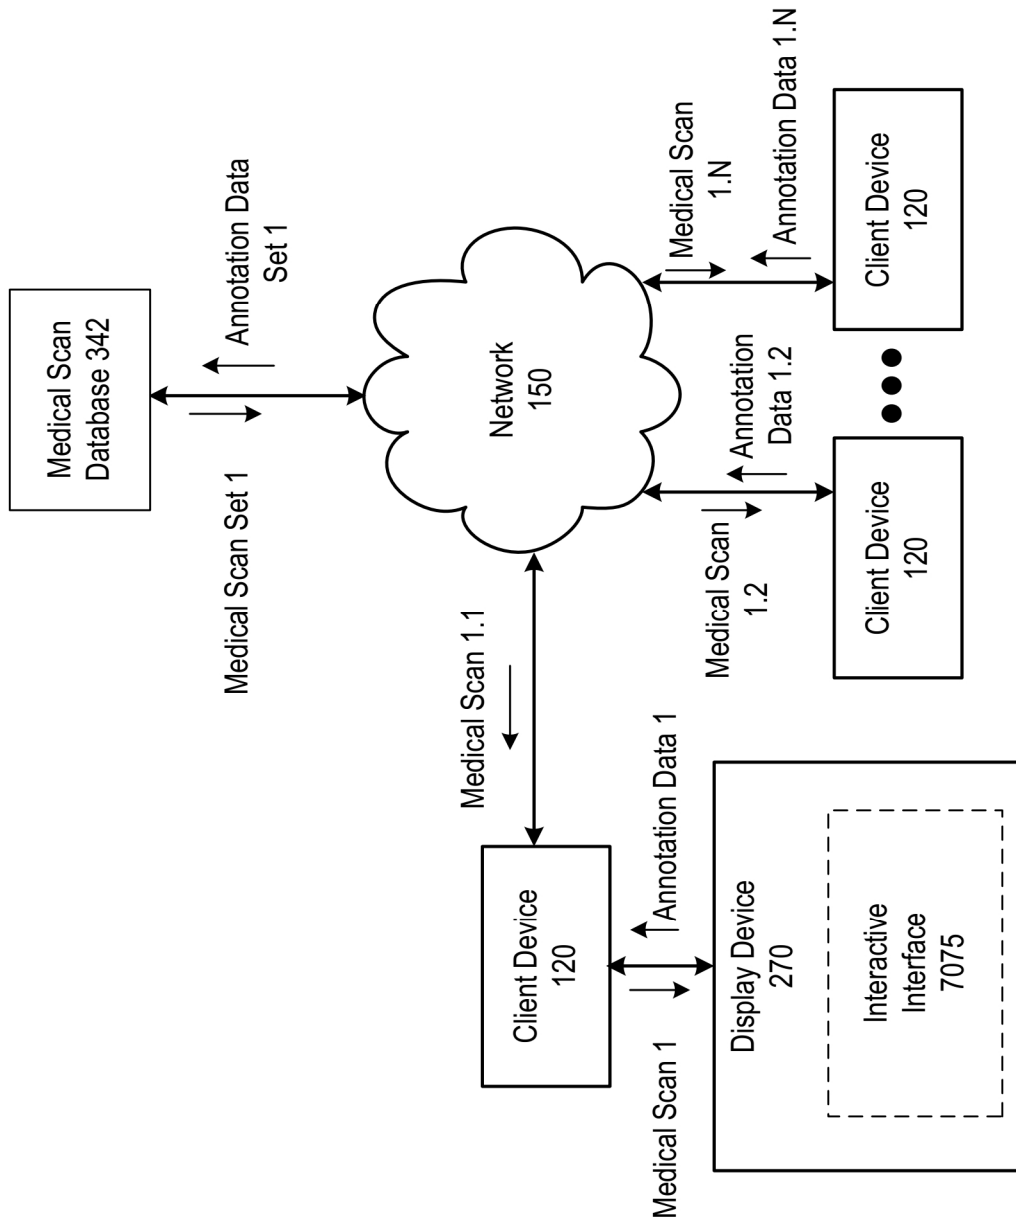 Medical Scan
Database 342
Medical Scan Set 1
Annotation Data
Set 1
Network
150
Medical Scan 1.1
Client Device
120
Medical Scan 1
Annotation Data 1
Display Device
270
Interactive
Interface
7075
Medical Scan
1.2
Annotation
Data 1.2
Client Device
120
Medical Scan
1.N
Annotation Data 1.N
Client Device
120